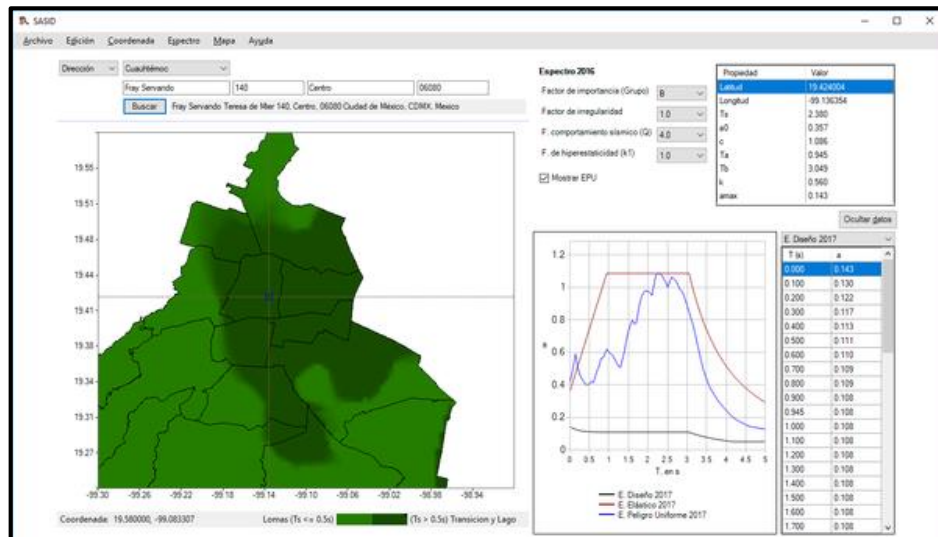 SASID
Archivo Edición Coordenada Espectro Mapa Ayuda
Dirección Cuauhtémoc
Fray Servando 140 Centro 06080
Buscar Fray Servando Teresa de Mier 140, Centro, 06080 Ciudad de México, CDMX, Mexico
19.55
19.51
19.48
19.44
19.41
19.38
19.34
19.31
19.27
-99.30 -99.26 -99.22 -99.18 -99.14 -99.10 -99.06 -99.02 -98.98 -98.94
Coordenada: 19.580000, -99.083307 Lomas (Ts <= 0.5s) (Ts > 0.5s) Transicion y Lago
Espectro 2016
Factor de importancia (Grupo) B
Factor de irregularidad 1.0
F. comportamiento sísmico (Q) 4.0
F. de hiperestaticidad (k1) 1.0
Mostrar EPU
Propiedad Valor
Latitud 19.424004
Longitud -99.136354
Ts 2.380
a0 0.357
c 1.086
Ta 0.945
Tb 3.049
k 0.560
amax 0.143
Ocultar datos
1.2
1
0.8
0.6
0.4
0.2
0
a
0 0.5 1 1.5 2 2.5 3 3.5 4 4.5 5
T. en s
E. Diseño 2017
E. Elástico 2017
E. Peligro Uniforme 2017
E. Diseño 2017
T (s) a
0.000 0.143
0.100 0.130
0.200 0.122
0.300 0.117
0.400 0.113
0.500 0.111
0.600 0.110
0.700 0.109
0.800 0.109
0.900 0.108
0.945 0.108
1.000 0.108
1.100 0.108
1.200 0.108
1.300 0.108
1.400 0.108
1.500 0.108
1.600 0.108
1.700 0.108